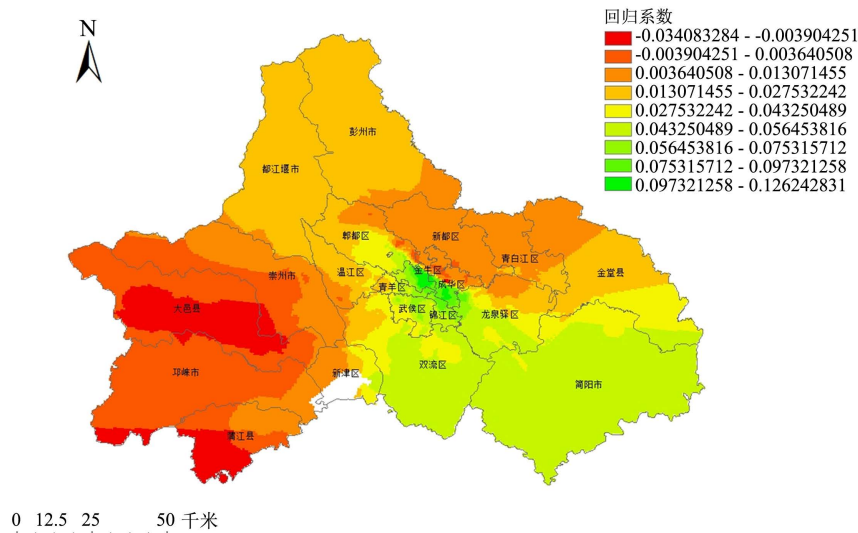 N
回归系数
-0.034083284 - -0.003904251
-0.003904251 - 0.003640508
0.003640508 - 0.013071455
0.013071455 - 0.027532242
0.027532242 - 0.043250489
0.043250489 - 0.056453816
0.056453816 - 0.075315712
0.075315712 - 0.097321258
0.097321258 - 0.126242831
彭州市
都江堰市
郫都区
新都区
青白江区
金牛区
温江区
崇州市
金堂县
成华区
青羊区
大邑县
武侯区
锦江区
龙泉驿区
双流区
邛崃市
新津区
简阳市
蒲江县
0 12.5 25 50 千米